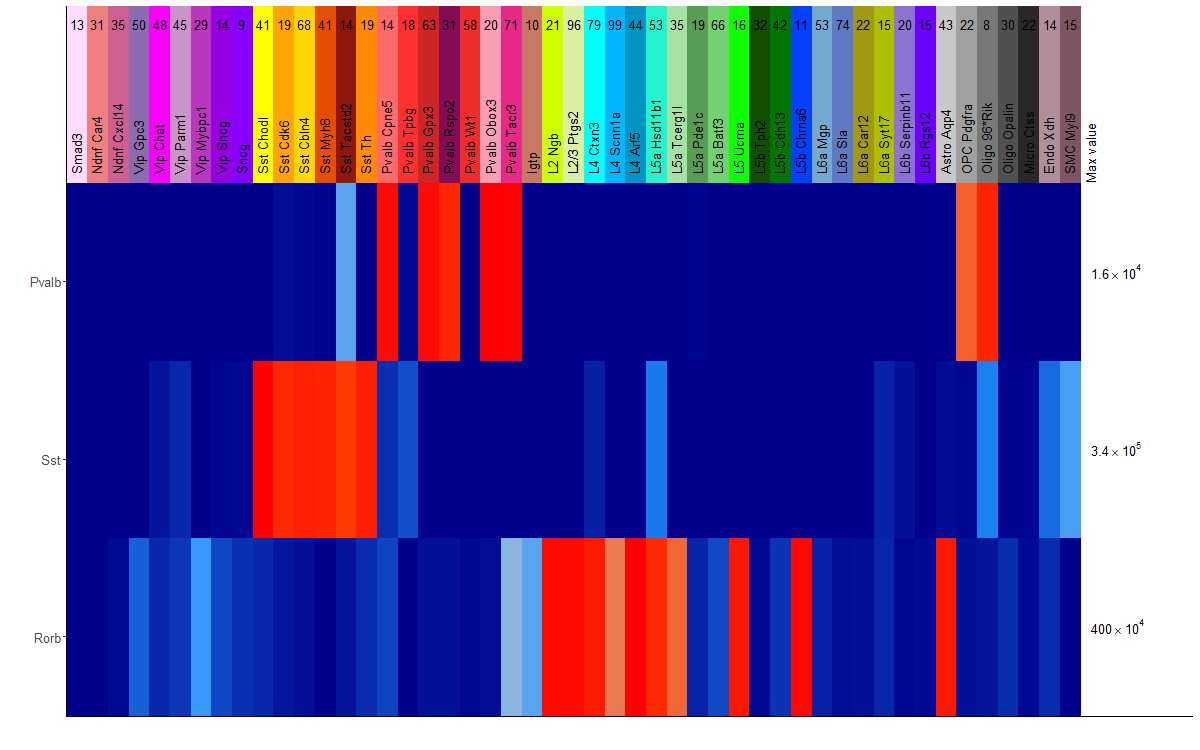 13 31 35 50 48 45 29 14 9 41 19 68 41 14 19 14 18 63 31 58 20 71 10 21 96 79 99 44 53 35 19 66 16 32 42 11 53 74 22 15 20 15 43 22 8 30 22 14 15
Smad3
Ndnf Car4
Ndnf Cxcl14
Vip Gpc3
Vip Chat
Vip Parm1
Vip Mybpc1
Vip Sncg
Sncg
Sst Chodl
Sst Cdk6
Sst Cbln4
Sst Myh8
Sst Tacstd2
Sst Th
Pvalb Cpne5
Pvalb Tpbg
Pvalb Gpx3
Pvalb Rspo2
Pvalb Wt1
Pvalb Obox3
Pvalb Tacr3
Igtp
L2 Ngb
L2/3 Ptgs2
L4 Ctxn3
L4 Scnn1a
L4 Arf5
L5a Hsd11b1
L5a Tcerg1l
L5a Pde1c
L5a Batf3
L5 Ucma
L5b Tph2
L5b Cdh13
L5b Chrna6
L6a Mgp
L6a Sla
L6a Car12
L6a Syt17
L6b Serpinb11
L6b Rgs12
Astro Aqp4
OPC Pdgfra
Oligo 96*Rik
Oligo Opalin
Micro Ctss
Endo Xdh
SMC Myl9
Max value
Pvalb
1.6 × 10⁴
Sst
3.4 × 10⁵
Rorb
400 × 10⁴